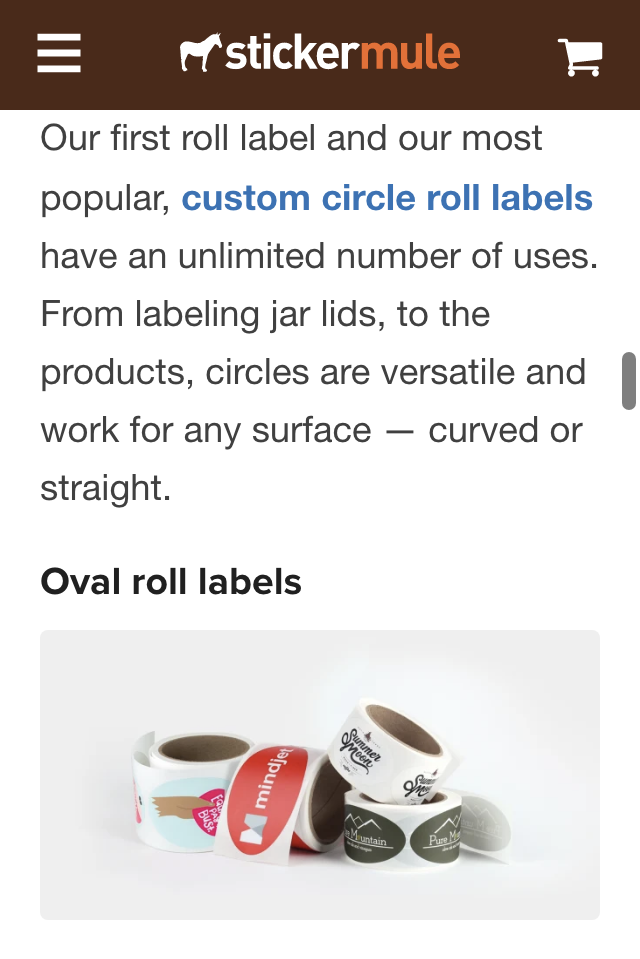 stickermule
Our first roll label and our most
popular, custom circle roll labels
have an unlimited number of uses.
From labeling jar lids, to the
products, circles are versatile and
work for any surface — curved or
straight.
Oval roll labels
Summer
Moon
mindjet
Mountain
Pure